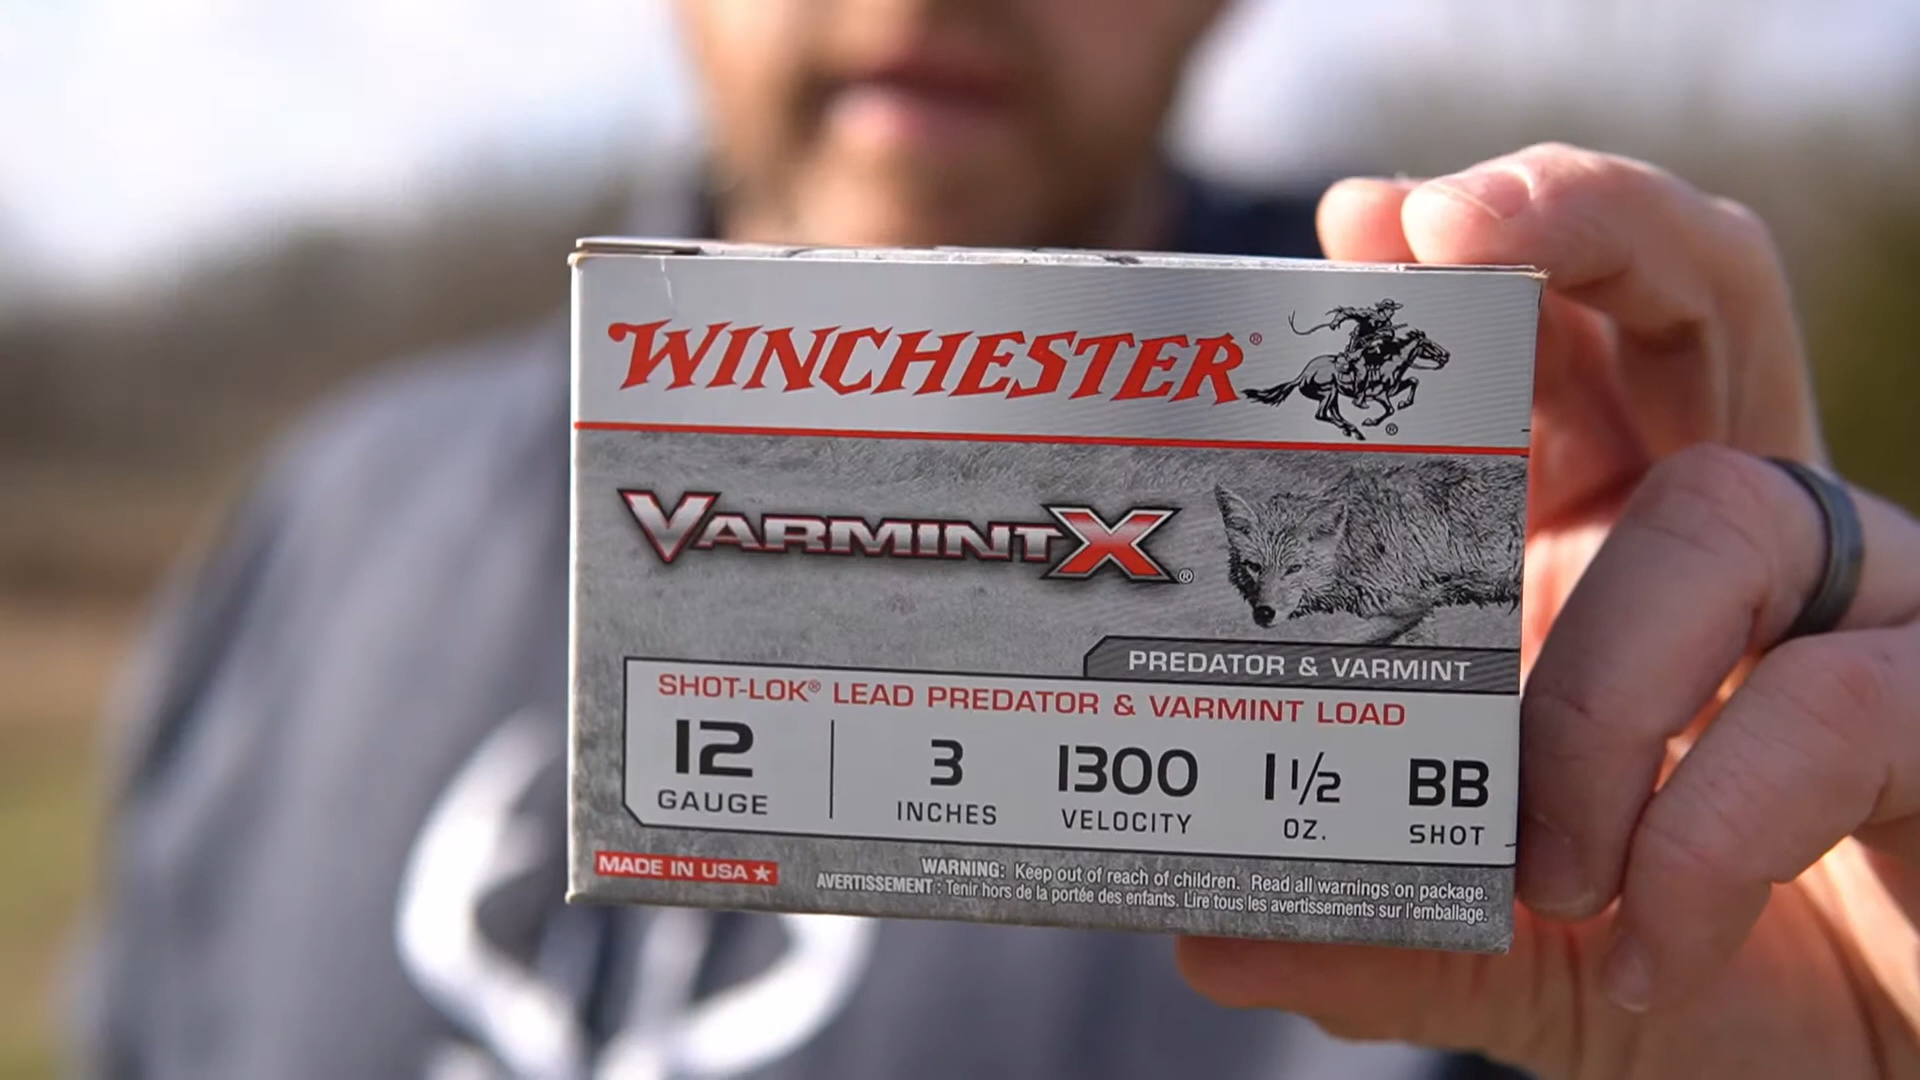 WINCHESTER®
VARMINT X®
PREDATOR & VARMINT
SHOT-LOK® LEAD PREDATOR & VARMINT LOAD
12 3 1300 1 1/2 BB
GAUGE INCHES VELOCITY OZ. SHOT
MADE IN USA
WARNING: Keep out of reach of children. Read all warnings on package.
AVERTISSEMENT : Tenir hors de la portée des enfants. Lire tous les avertissements sur l'emballage.